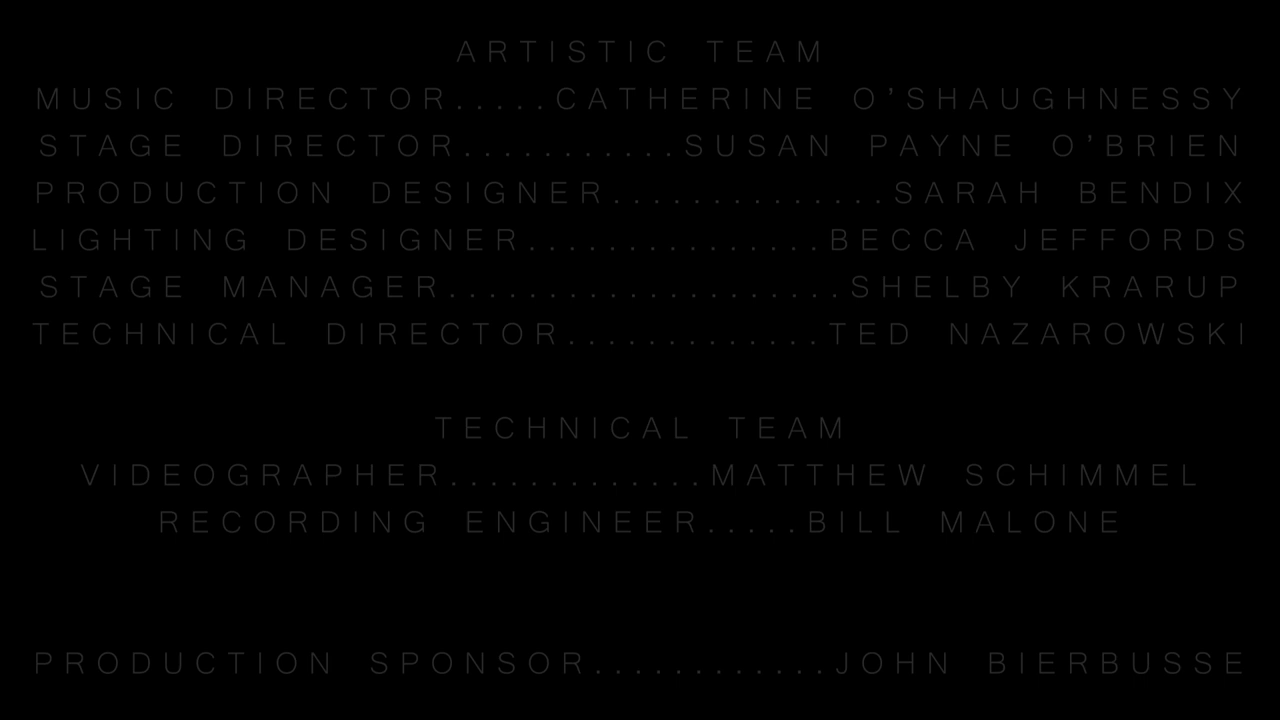 ARTISTIC TEAM
MUSIC DIRECTOR.....CATHERINE O’SHAUGHNESSY
STAGE DIRECTOR...........SUSAN PAYNE O’BRIEN
PRODUCTION DESIGNER..............SARAH BENDIX
LIGHTING DESIGNER...............BECCA JEFFORDS
STAGE MANAGER....................SHELBY KRARUP
TECHNICAL DIRECTOR.............TED NAZAROWSKI
TECHNICAL TEAM
VIDEOGRAPHER.............MATTHEW SCHIMMEL
RECORDING ENGINEER.....BILL MALONE
PRODUCTION SPONSOR............JOHN BIERBUSSE